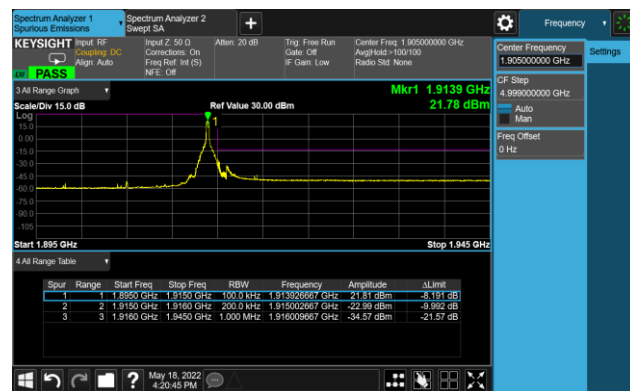 Spectrum Analyzer 1
Spurious Emissions
Spectrum Analyzer 2
Swept SA
Frequency
KEYSIGHT
Input: RF
Coupling: DC
Align: Auto
Input Z: 50 Ω
Corrections: On
Freq Ref: Int (S)
NFE: Off
Atten: 20 dB
Trig: Free Run
Gate: Off
IF Gain: Low
Center Freq: 1.905000000 GHz
Avg|Hold:>100/100
Radio Std: None
PASS
Center Frequency
1.905000000 GHz
Settings
CF Step
4.999000000 GHz
Auto
Man
Freq Offset
0 Hz
3 All Range Graph
Mkr1 1.9139 GHz
Scale/Div 15.0 dB
Ref Value 30.00 dBm
21.78 dBm
Log
15.0
0.00
-15.0
-30.0
-45.0
-60.0
-75.0
-90.0
-105
1
Start 1.895 GHz
Stop 1.945 GHz
4 All Range Table
Spur Range Start Freq Stop Freq RBW Frequency Amplitude ΔLimit
1 1 1.8950 GHz 1.9150 GHz 100.0 kHz 1.913926667 GHz 21.81 dBm -8.191 dB
2 2 1.9150 GHz 1.9160 GHz 200.0 kHz 1.915002667 GHz -22.99 dBm -9.992 dB
3 3 1.9160 GHz 1.9450 GHz 1.000 MHz 1.916009667 GHz -34.57 dBm -21.57 dB
May 18, 2022
4:20:45 PM